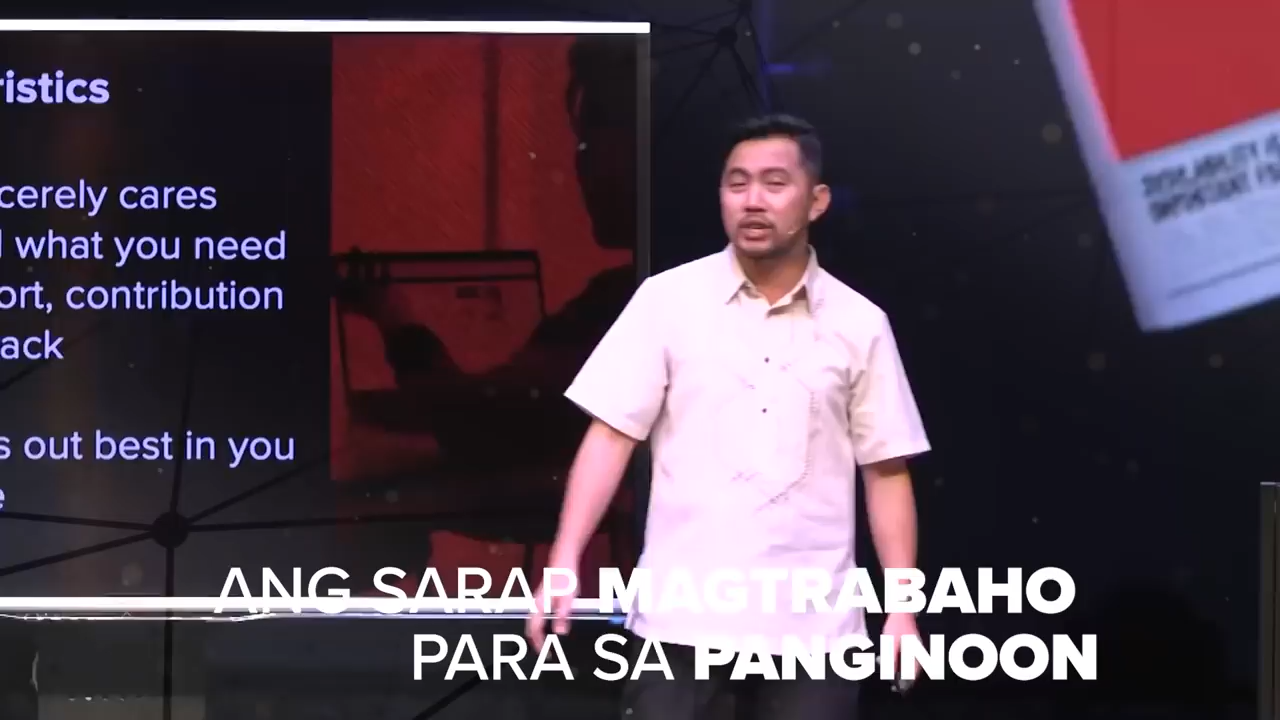 ristics
cerely cares
what you need
ort, contribution
ack
s out best in you
e
ANG SARAP MAGTRABAHO
PARA SA PANGINOON